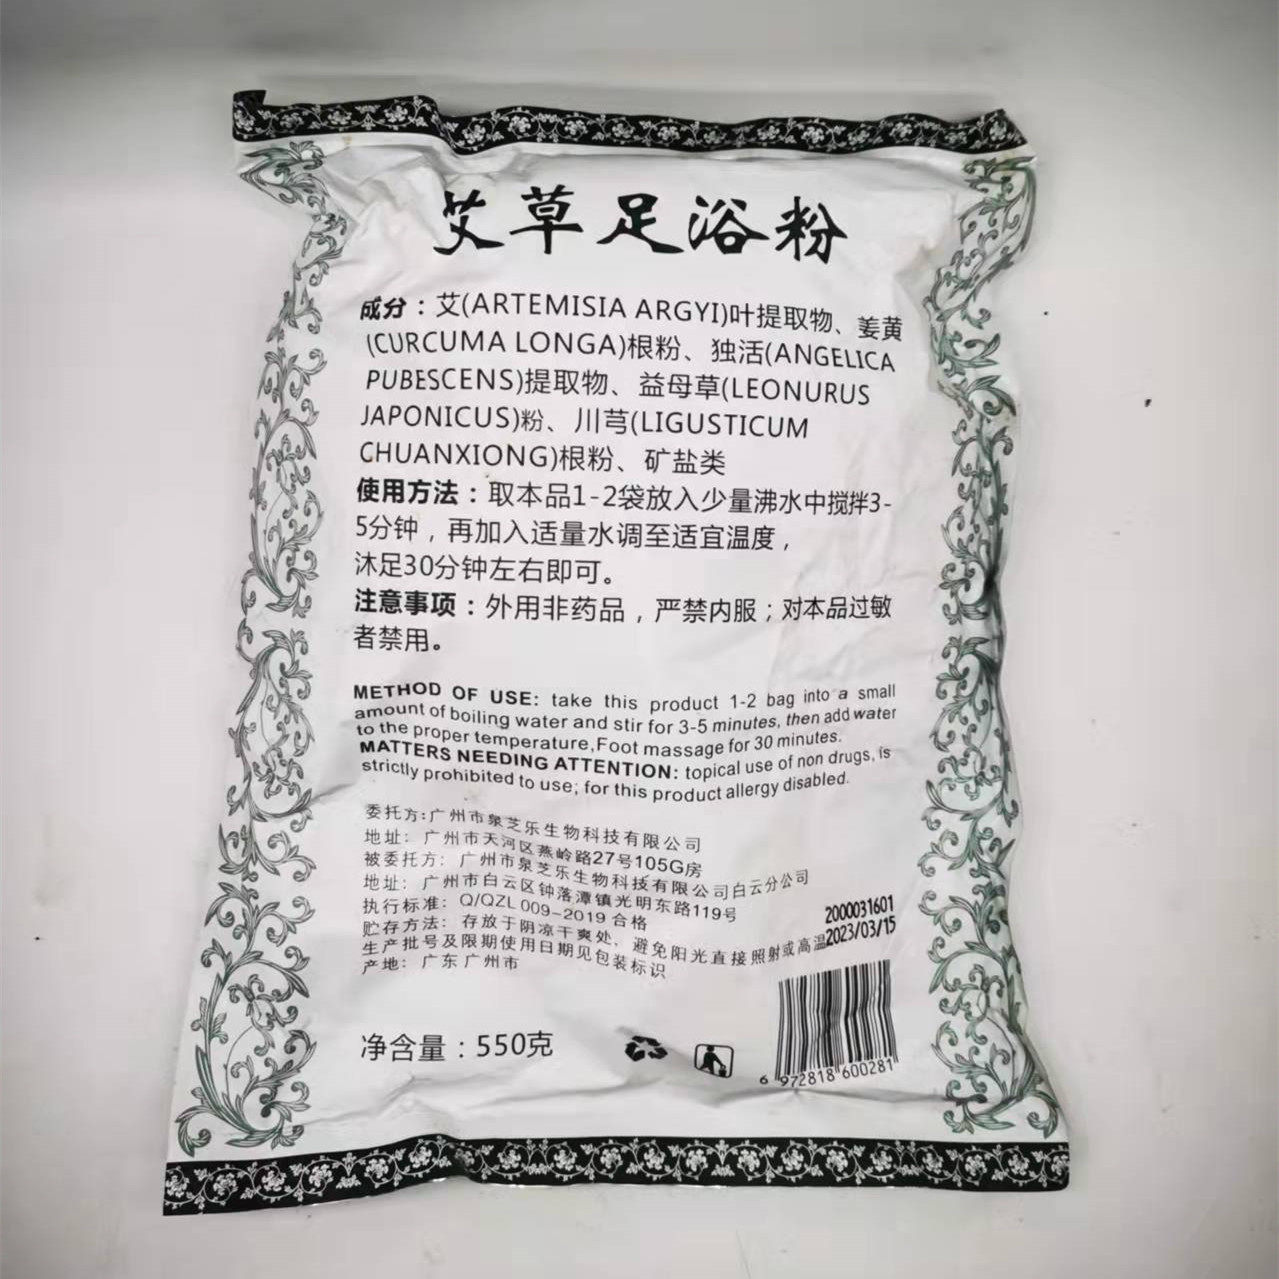 艾草足浴粉
成分：艾(ARTEMISIA ARGYI)叶提取物、姜黄
(CURCUMA LONGA)根粉、独活(ANGELICA
PUBESCENS)提取物、益母草(LEONURUS
JAPONICUS)粉、川芎(LIGUSTICUM
CHUANXIONG)根粉、矿盐类
使用方法：取本品1-2袋放入少量沸水中搅拌3-
5分钟，再加入适量水调至适宜温度，
沐足30分钟左右即可。
注意事项：外用非药品，严禁内服；对本品过敏
者禁用。
METHOD OF USE: take this product 1-2 bag into a small
amount of boiling water and stir for 3-5 minutes, then add water
to the proper temperature,Foot massage for 30 minutes.
MATTERS NEEDING ATTENTION: topical use of non drugs, is
strictly prohibited to use; for this product allergy disabled.
委托方:广州市泉芝乐生物科技有限公司
地址：广州市天河区燕岭路27号105G房
被委托方：广州市泉芝乐生物科技有限公司白云分公司
地址：广州市白云区钟落潭镇光明东路119号
执行标准：Q/QZL 009-2019 合格
贮存方法：存放于阴凉干爽处，避免阳光直接照射或高温
生产批号及限期使用日期见包装标识
产地：广东广州市
2000031601
2023/03/15
净含量：550克
6 972818 600281